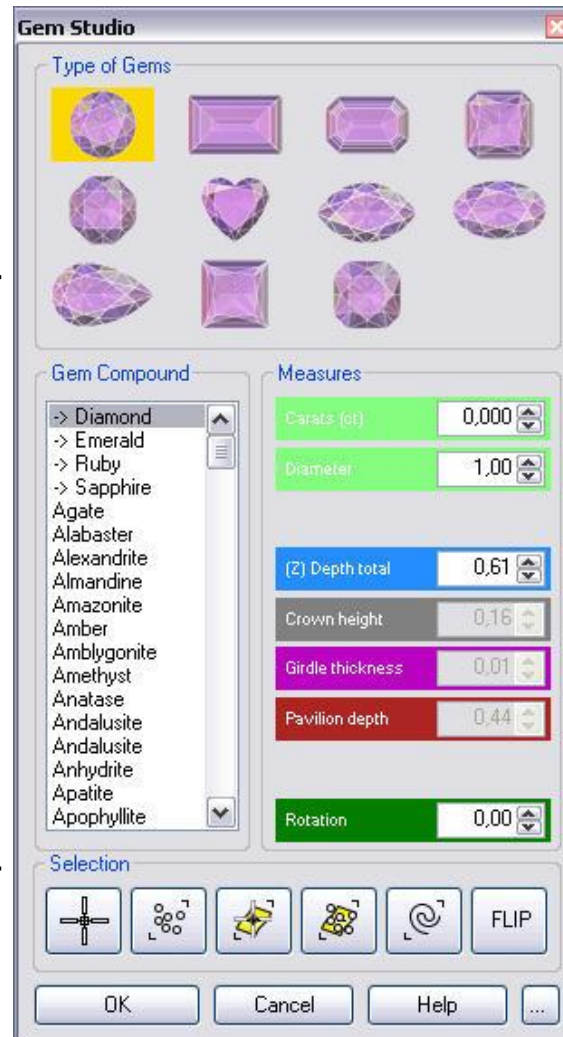 Gem Studio
Type of Gems
Gem Compound
-> Diamond
-> Emerald
-> Ruby
-> Sapphire
Agate
Alabaster
Alexandrite
Almandine
Amazonite
Amber
Amblygonite
Amethyst
Anatase
Andalusite
Andalusite
Anhydrite
Apatite
Apophyllite
Measures
Carats (ct) 0,000
Diameter 1,00
(Z) Depth total 0,61
Crown height 0,16
Girdle thickness 0,01
Pavilion depth 0,44
Rotation 0,00
Selection
FLIP
OK Cancel Help ...